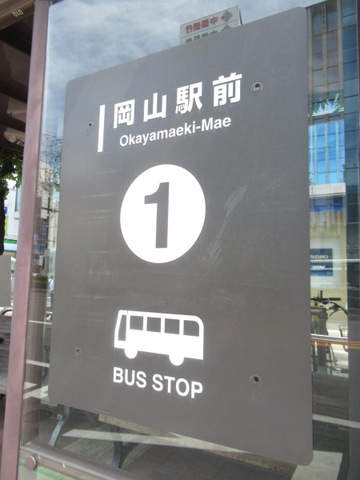 岡山駅前
Okayamaeki-Mae
1
BUS STOP